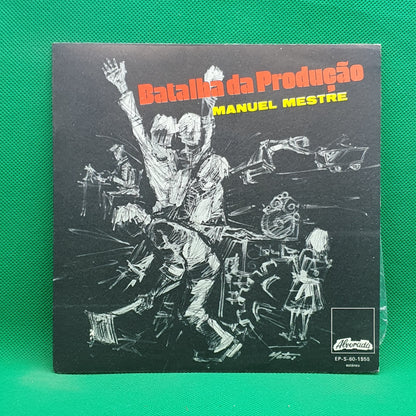 Batalha da Produção
MANUEL MESTRE
Alvorada
EP-S-60-1555